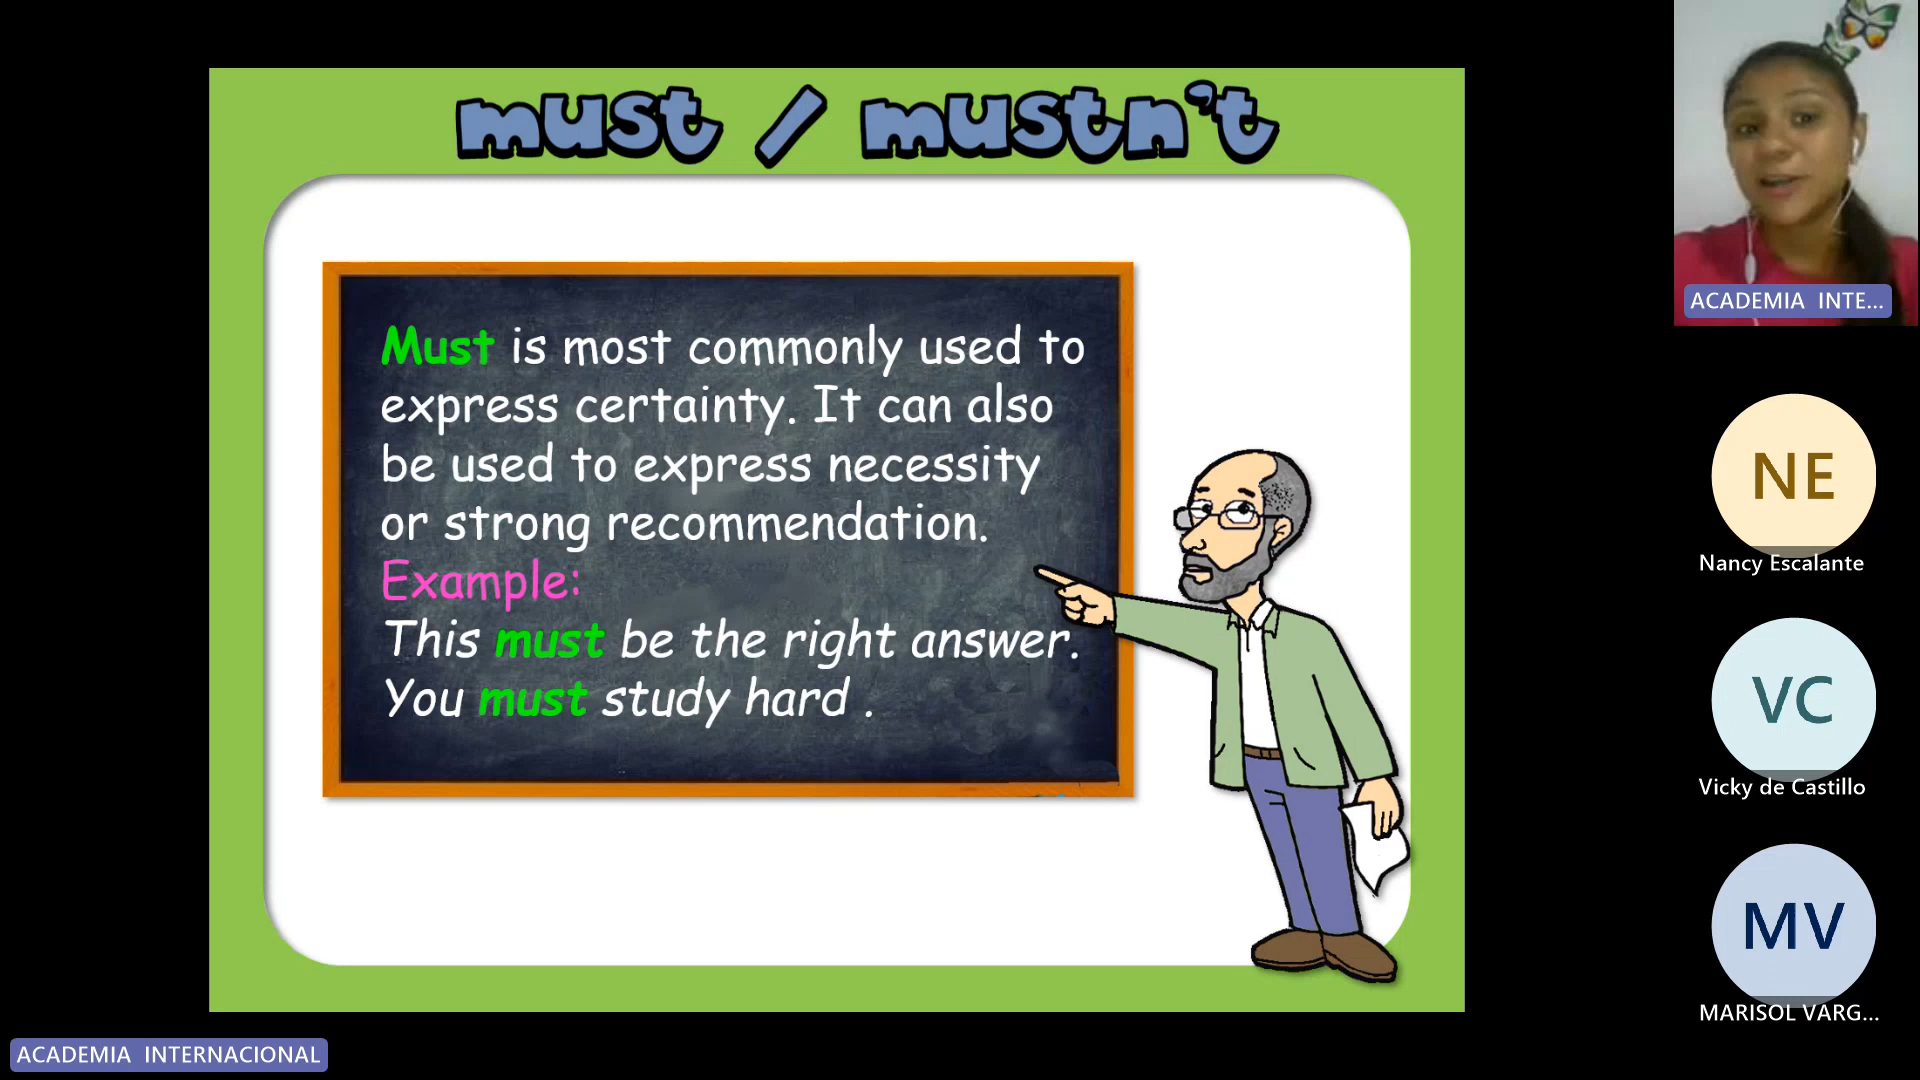 must / mustn't
Must is most commonly used to
express certainty. It can also
be used to express necessity
or strong recommendation.
Example:
This must be the right answer.
You must study hard .
ACADEMIA INTE...
NE
Nancy Escalante
VC
Vicky de Castillo
MV
MARISOL VARG...
ACADEMIA INTERNACIONAL